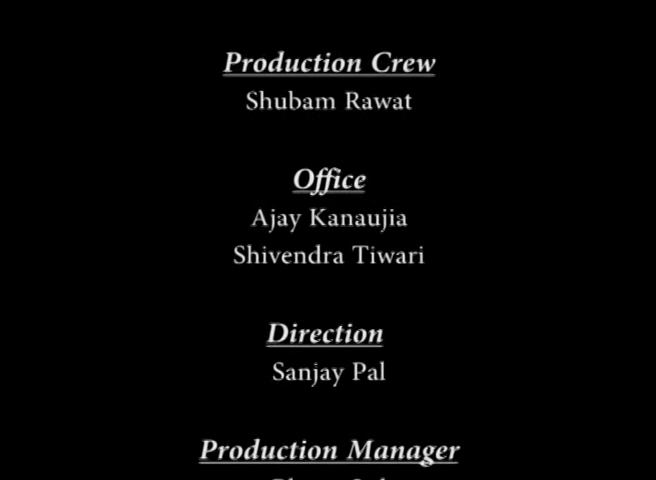 Production Crew
Shubam Rawat
Office
Ajay Kanaujia
Shivendra Tiwari
Direction
Sanjay Pal
Production Manager